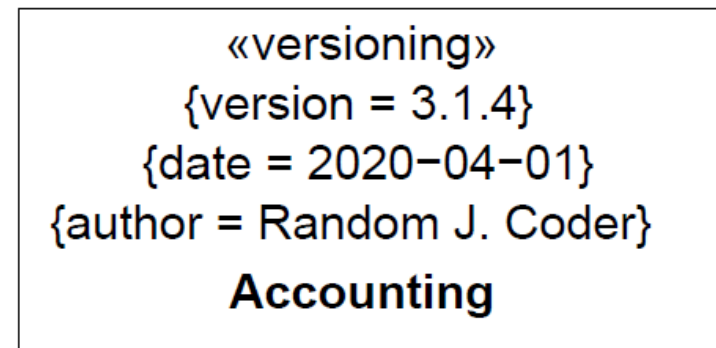 «versioning»
{version = 3.1.4}
{date = 2020−04−01}
{author = Random J. Coder}
Accounting